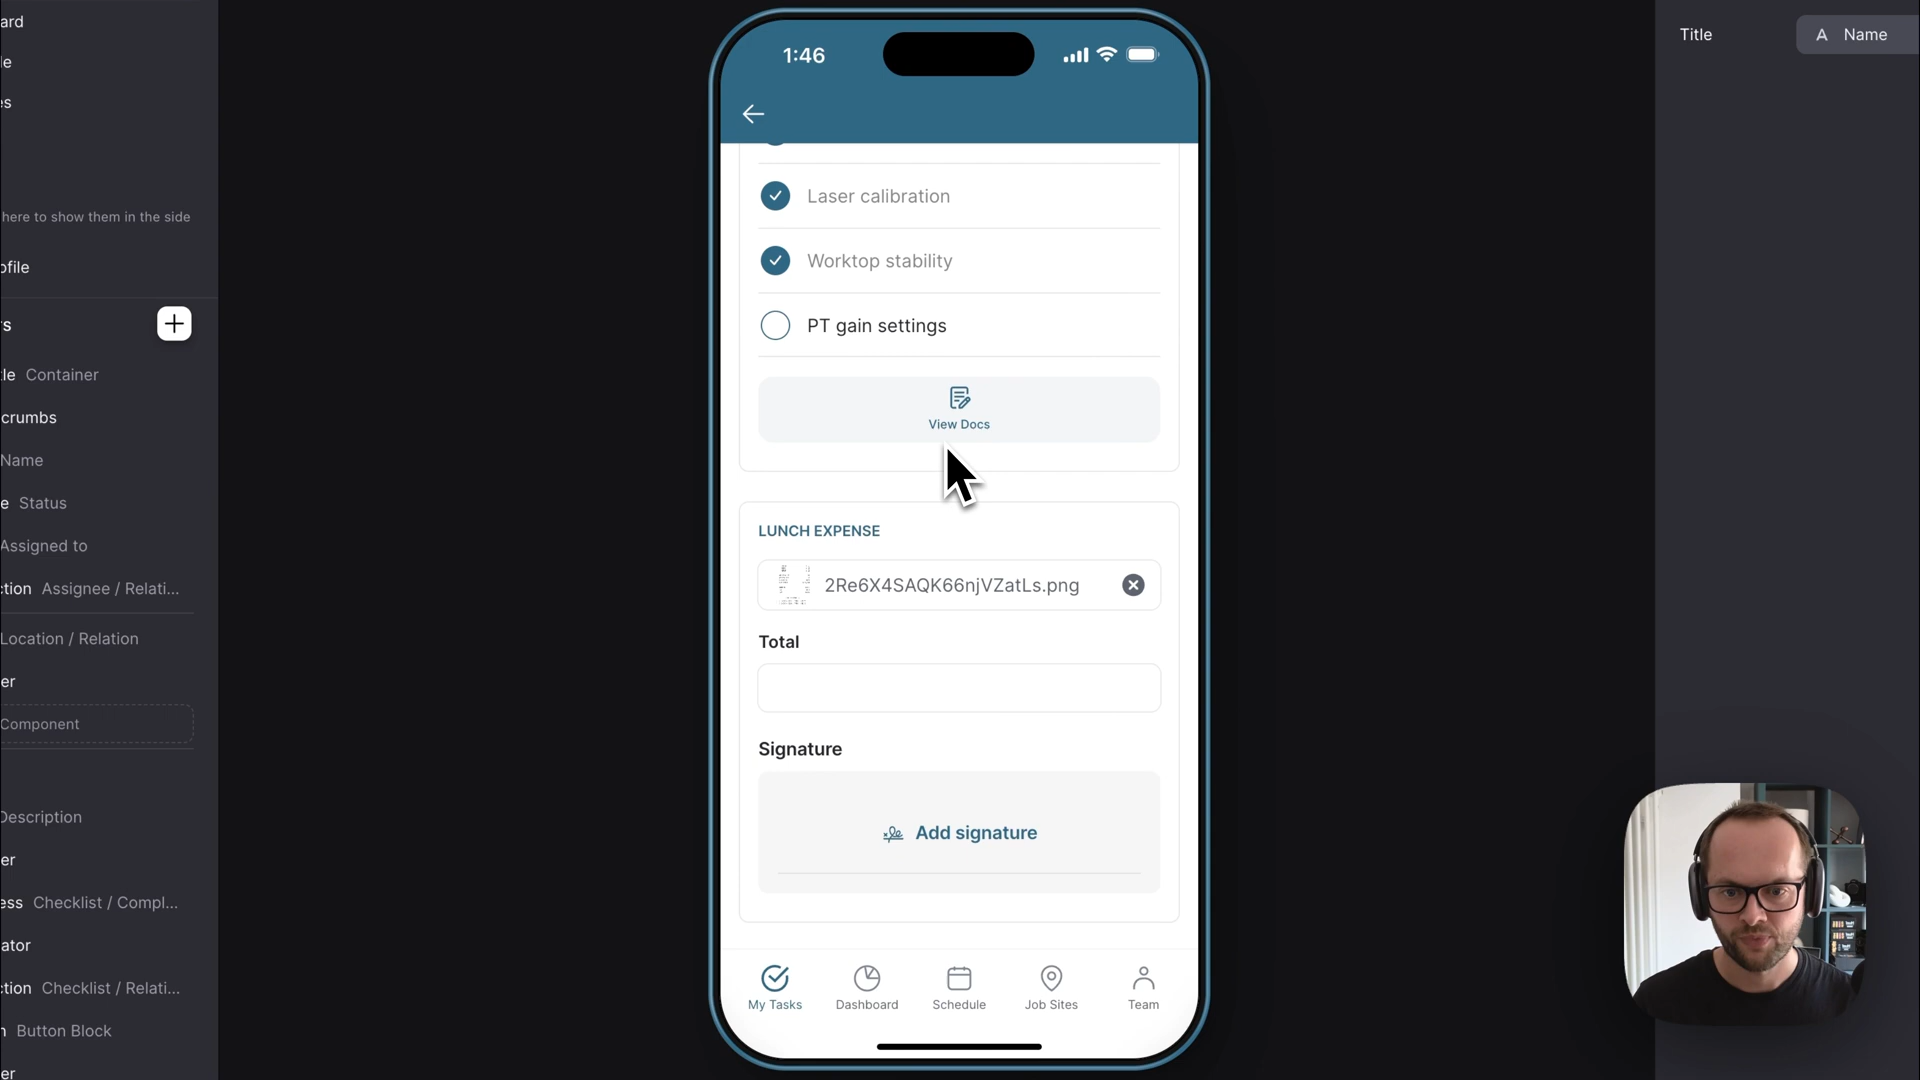 ard
le
es
here to show them in the side
ofile
rs
le Container
crumbs
Name
e Status
Assigned to
ction Assignee / Relati...
Location / Relation
er
Component
Description
er
ess Checklist / Compl...
ator
ction Checklist / Relati...
n Button Block
er
1:46
Laser calibration
Worktop stability
PT gain settings
View Docs
LUNCH EXPENSE
2Re6X4SAQK66njVZatLs.png
Total
Signature
Add signature
My Tasks
Dashboard
Schedule
Job Sites
Team
Title
A Name